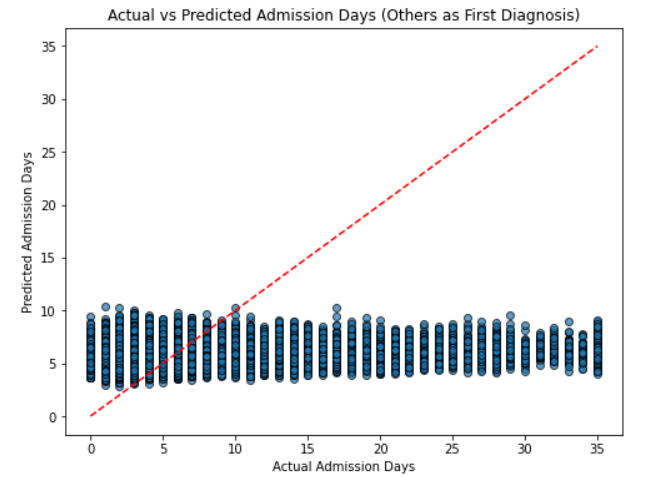 Actual vs Predicted Admission Days (Others as First Diagnosis)
35
30
25
20
15
10
5
0
Predicted Admission Days
0 5 10 15 20 25 30 35
Actual Admission Days